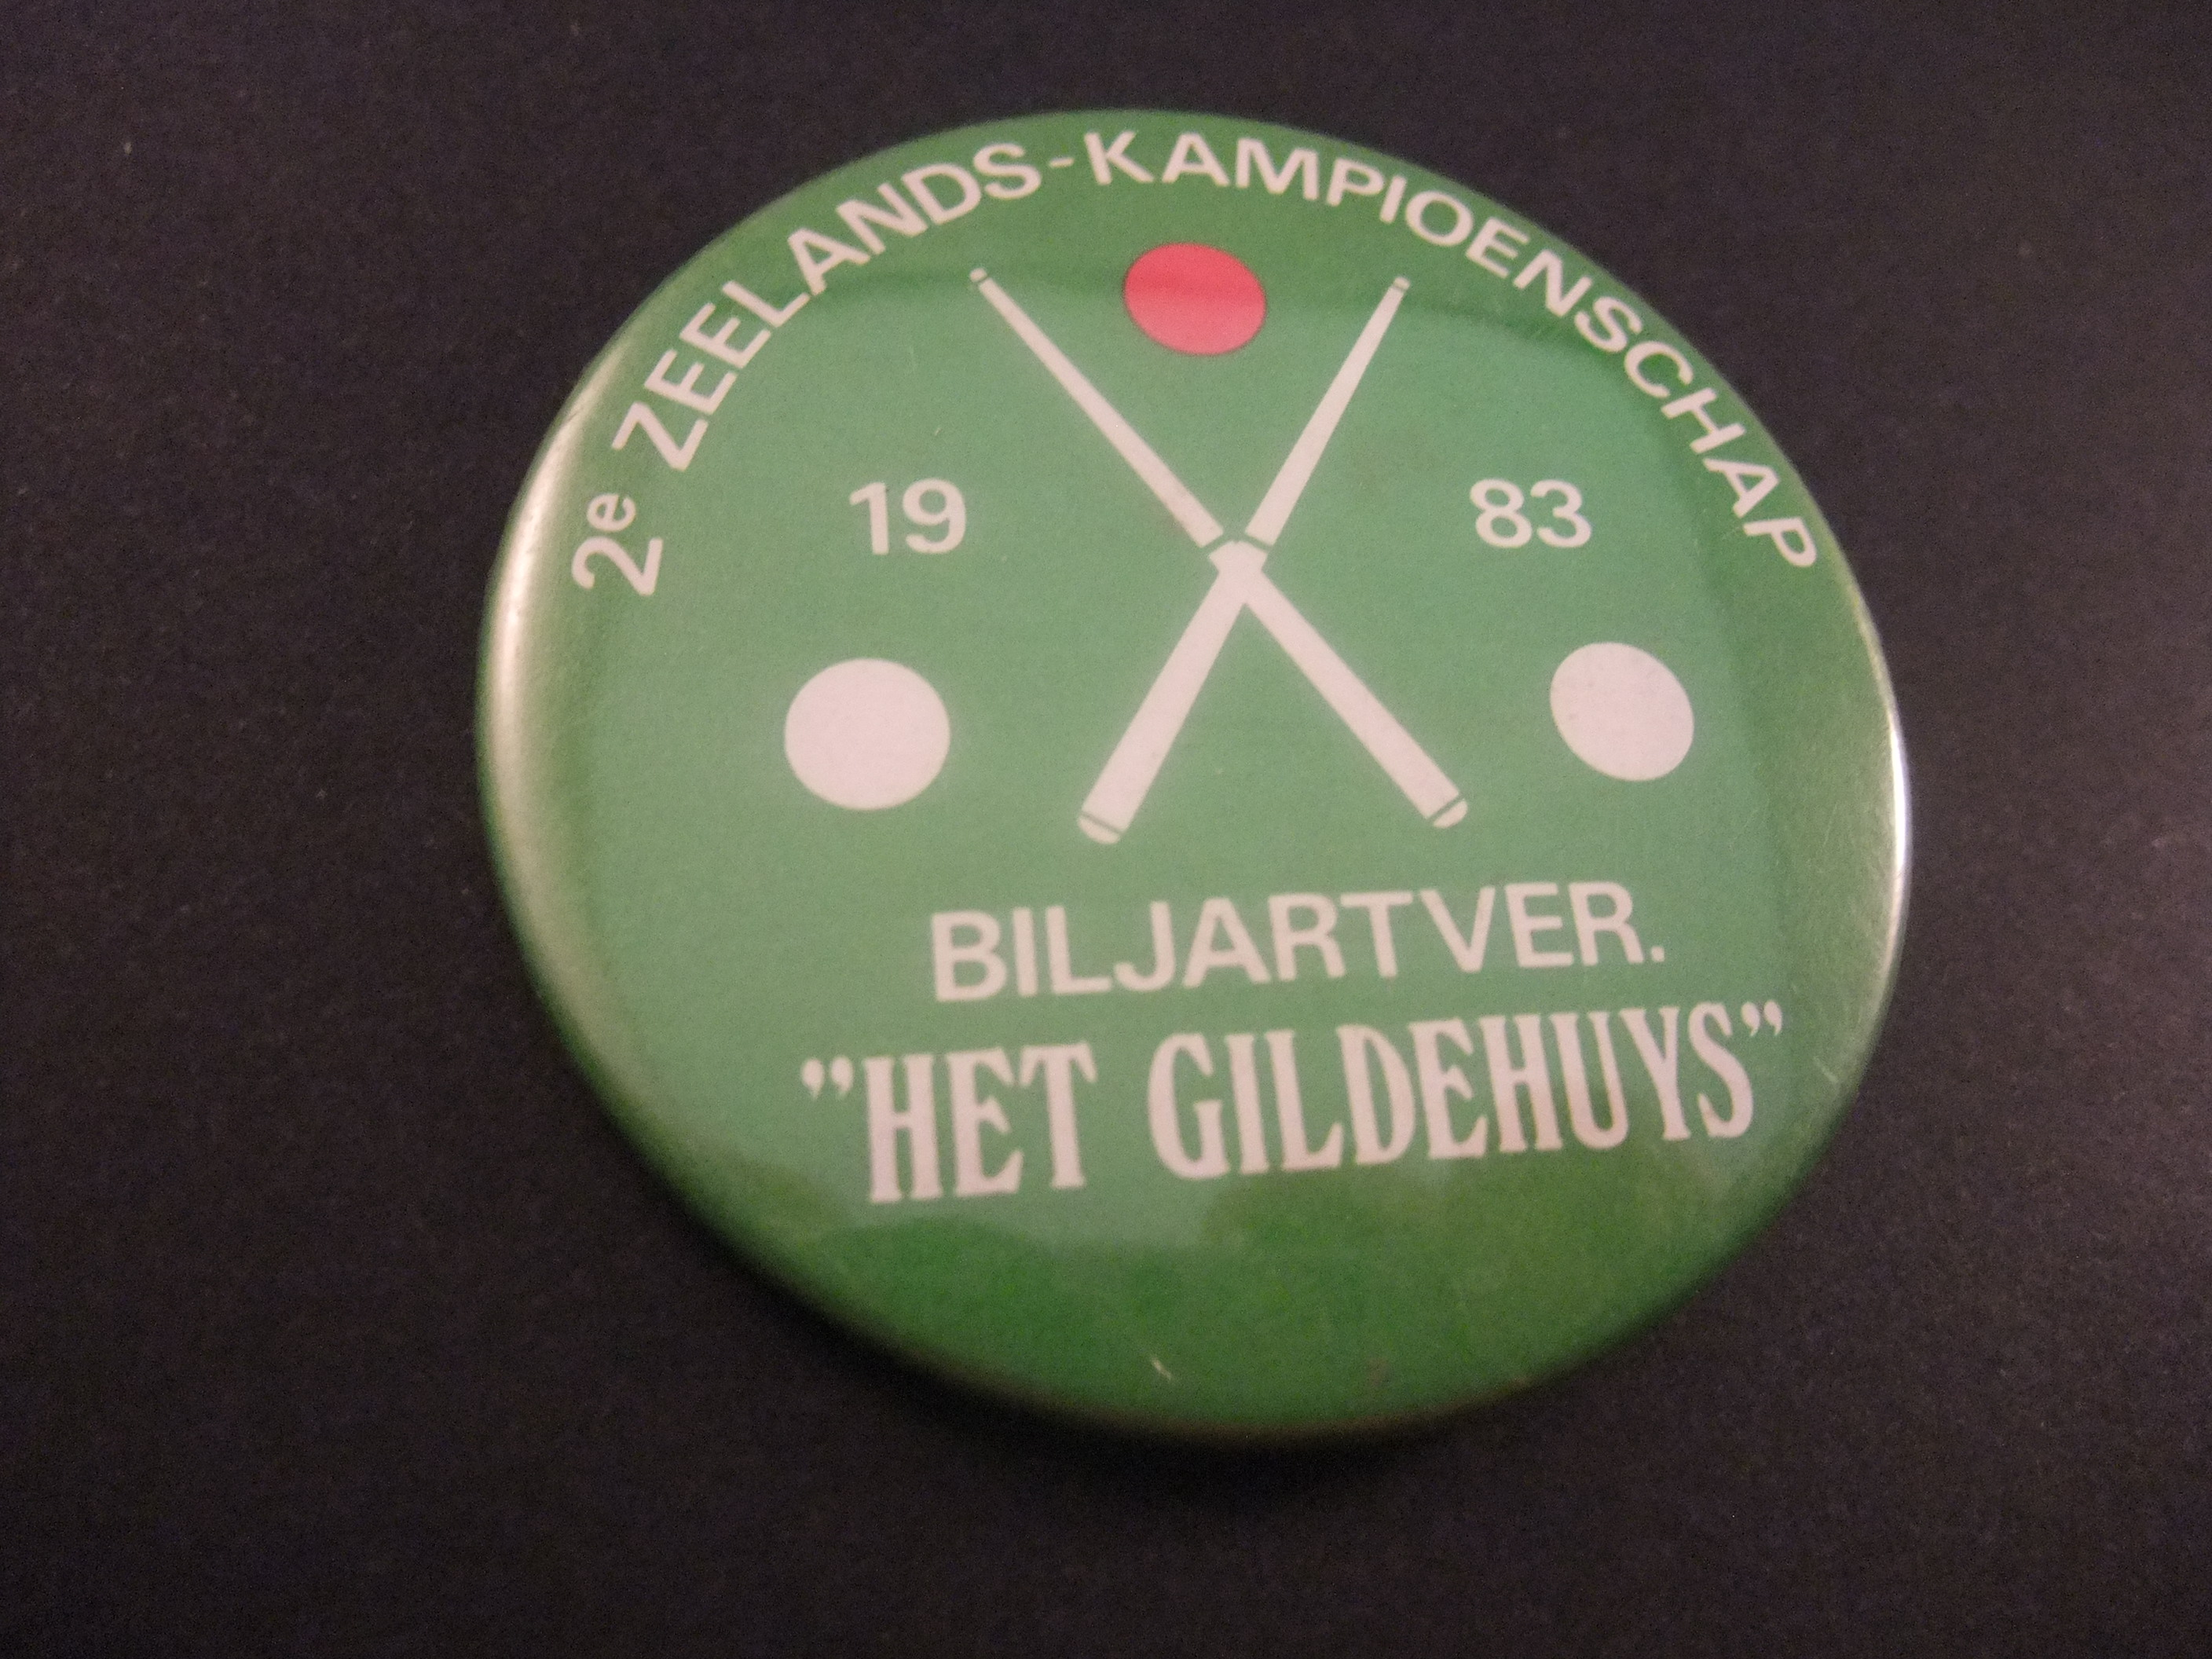 2e ZEELANDS-KAMPIOENSCHAP
19 83
BILJARTVER.
”HET GILDEHUYS”